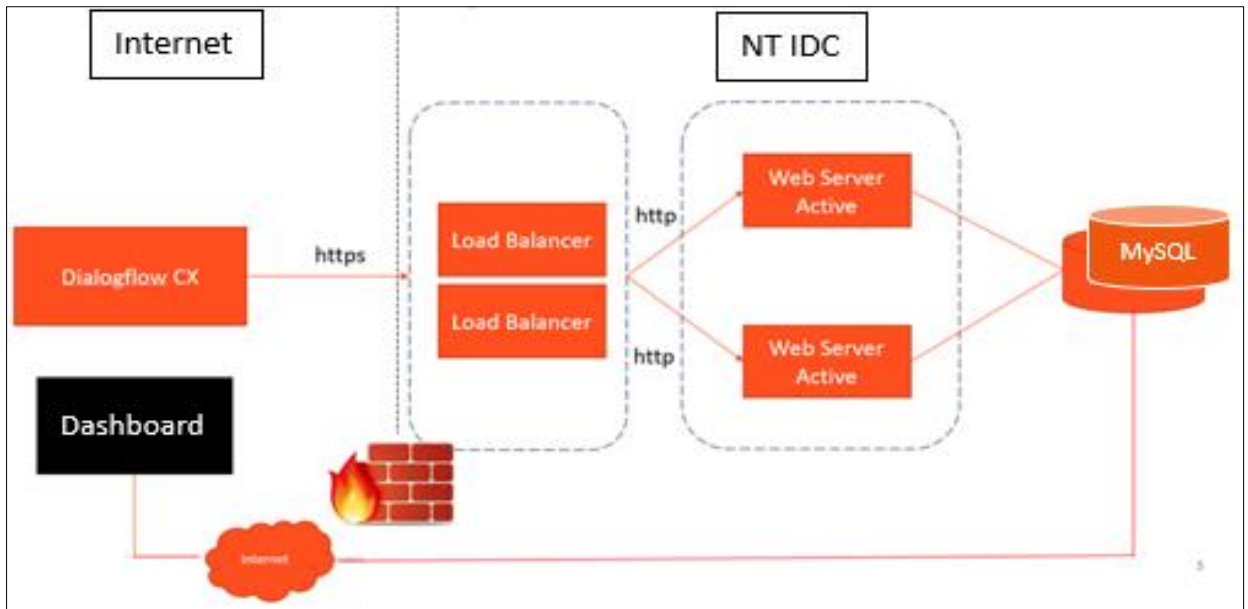 Internet
NT IDC
Web Server
Active
http
Load Balancer
https
Dialogflow CX
MySQL
Load Balancer
http
Web Server
Active
Dashboard
Internet